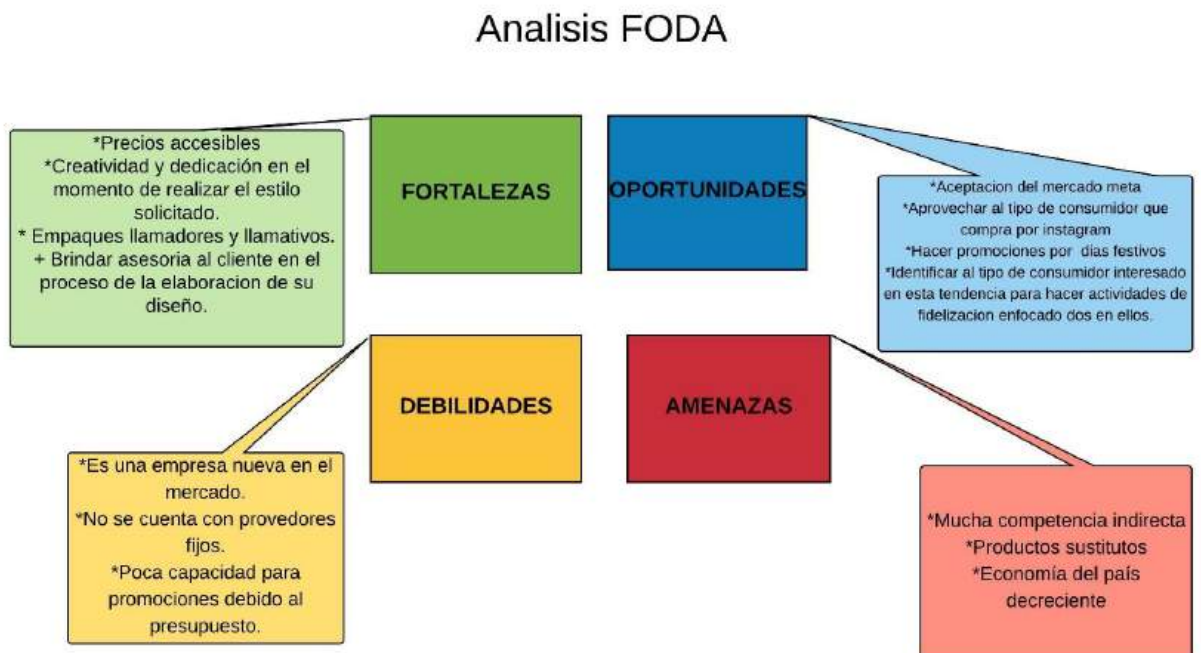 Analisis FODA
*Precios accesibles
*Creatividad y dedicación en el
momento de realizar el estilo
solicitado.
* Empaques llamadores y llamativos.
+ Brindar asesoria al cliente en el
proceso de la elaboracion de su
diseño.
FORTALEZAS
OPORTUNIDADES
*Aceptacion del mercado meta
*Aprovechar al tipo de consumidor que
compra por instagram
*Hacer promociones por dias festivos
*Identificar al tipo de consumidor interesado
en esta tendencia para hacer actividades de
fidelizacion enfocado dos en ellos.
DEBILIDADES
AMENAZAS
*Es una empresa nueva en el
mercado.
*No se cuenta con provedores
fijos.
*Poca capacidad para
promociones debido al
presupuesto.
*Mucha competencia indirecta
*Productos sustitutos
*Economía del país
decreciente